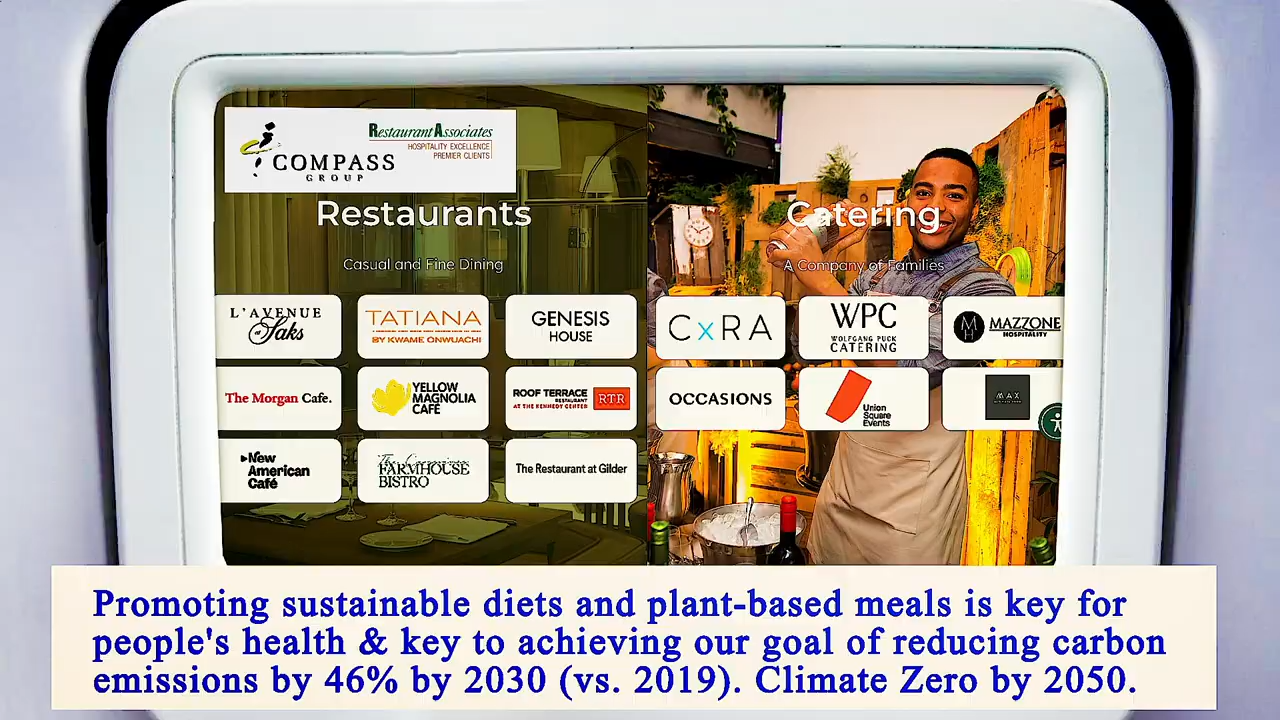 COMPASS
GROUP
Restaurant Associates
HOSPITALITY EXCELLENCE
PREMIER CLIENTS
Restaurants
Casual and Fine Dining
L'AVENUE
at Saks
TATIANA
BY KWAME ONWUACHI
GENESIS
HOUSE
The Morgan Cafe.
YELLOW
MAGNOLIA
CAFÉ
ROOF TERRACE
RESTAURANT
AT THE KENNEDY CENTER
RTR
New
American
Café
FARMHOUSE
BISTRO
The Restaurant at Gilder
Catering
A Company of Families
CxRA
WPC
WOLFGANG PUCK
CATERING
MH
MAZZONE
HOSPITALITY
OCCASIONS
Union
Square
Events
MAX
Promoting sustainable diets and plant-based meals is key for
people's health & key to achieving our goal of reducing carbon
emissions by 46% by 2030 (vs. 2019). Climate Zero by 2050.